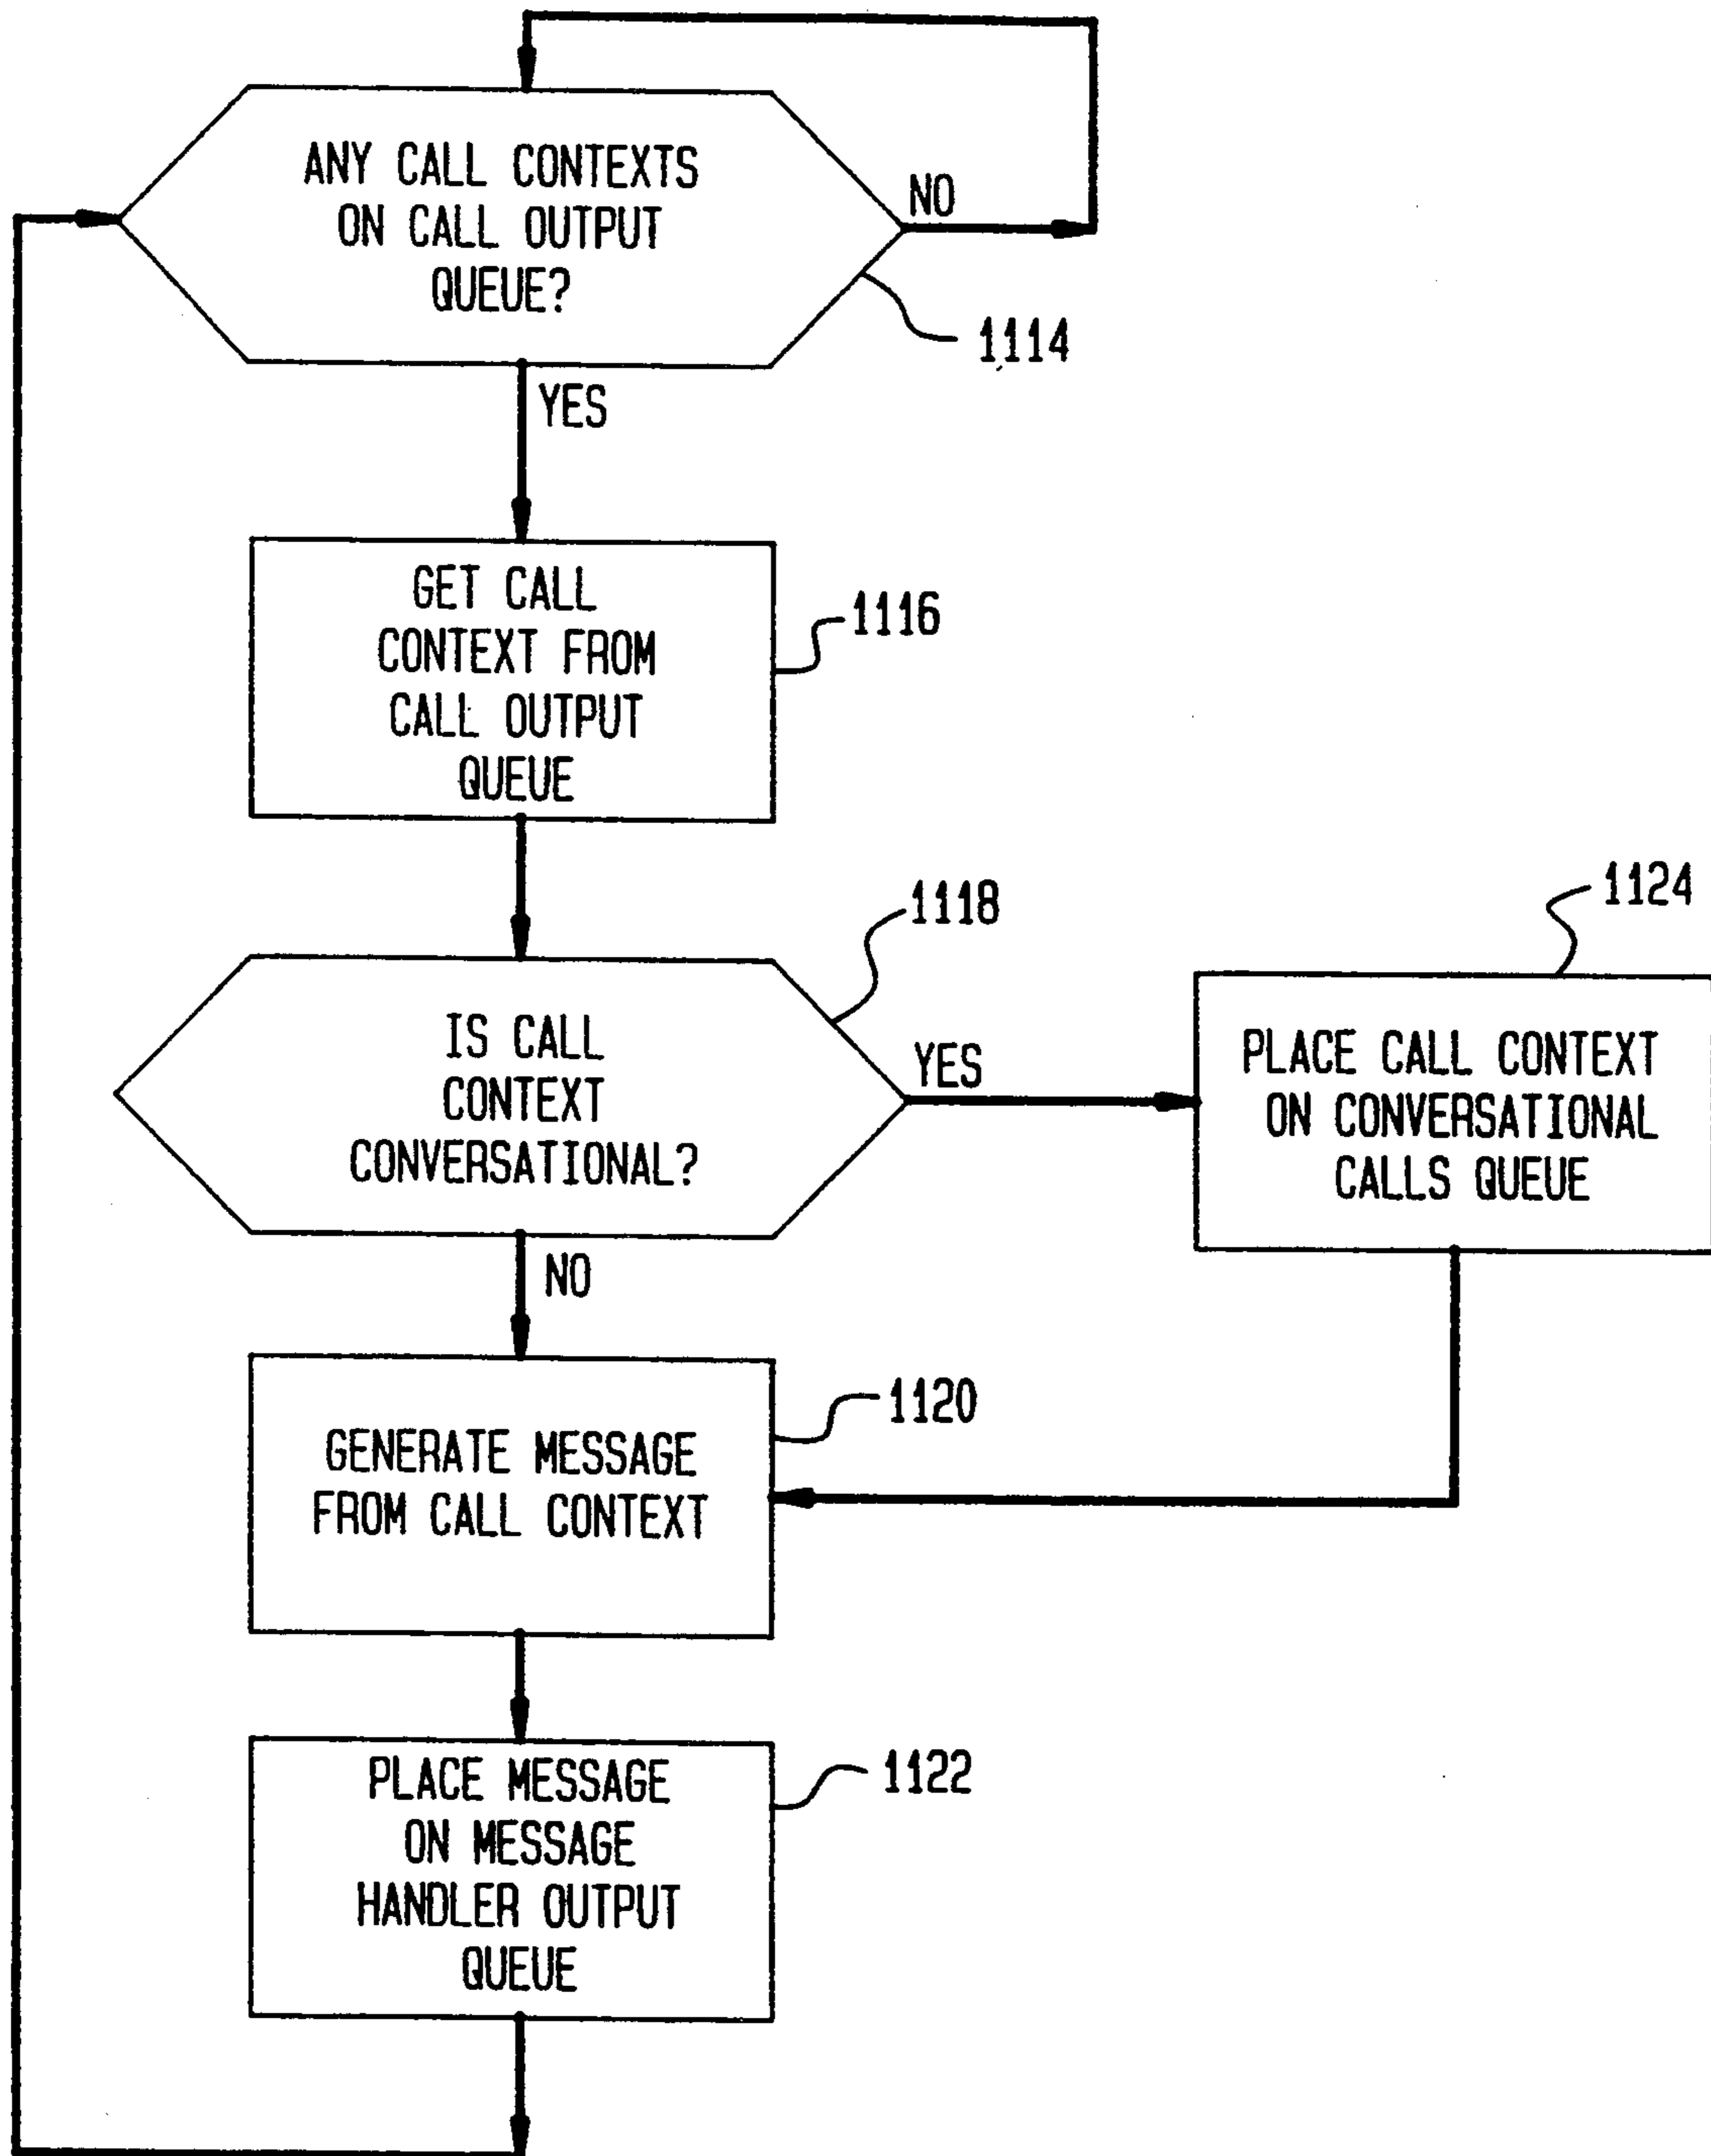 ANY CALL CONTEXTS
ON CALL OUTPUT
QUEUE?
NO
1114
YES
GET CALL
CONTEXT FROM
CALL OUTPUT
QUEUE
1116
1118
1124
IS CALL
CONTEXT
CONVERSATIONAL?
YES
PLACE CALL CONTEXT
ON CONVERSATIONAL
CALLS QUEUE
NO
1120
GENERATE MESSAGE
FROM CALL CONTEXT
1122
PLACE MESSAGE
ON MESSAGE
HANDLER OUTPUT
QUEUE